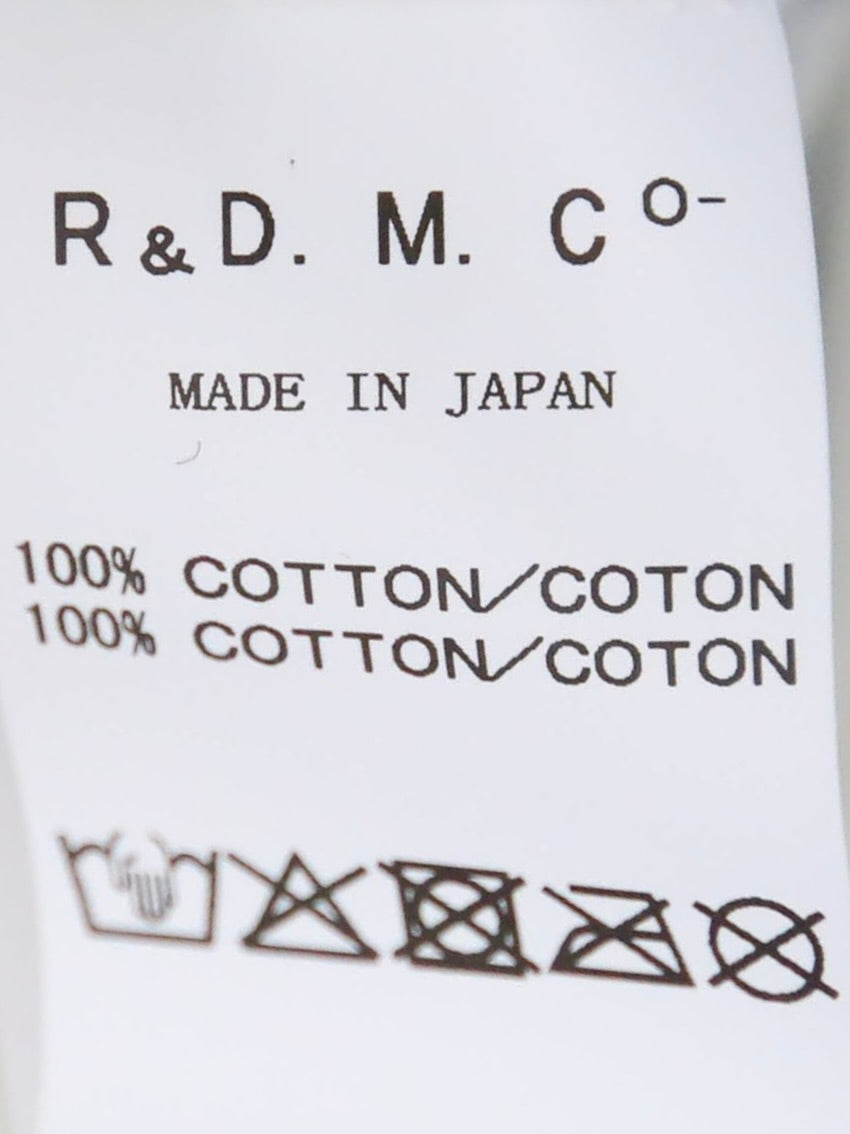 R & D. M. Cº-
MADE IN JAPAN
100% COTTON/COTON
100% COTTON/COTON